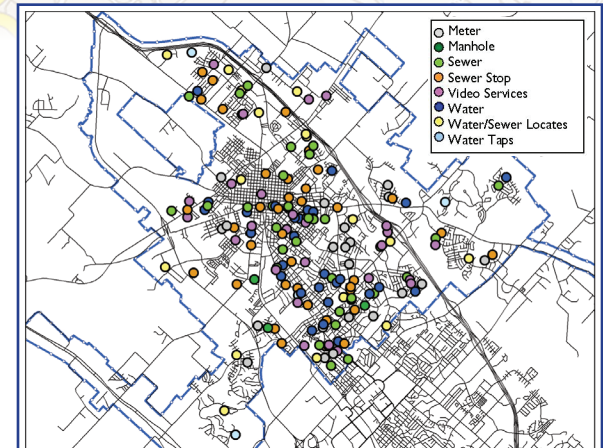 Meter
Manhole
Sewer
Sewer Stop
Video Services
Water
Water/Sewer Locates
Water Taps